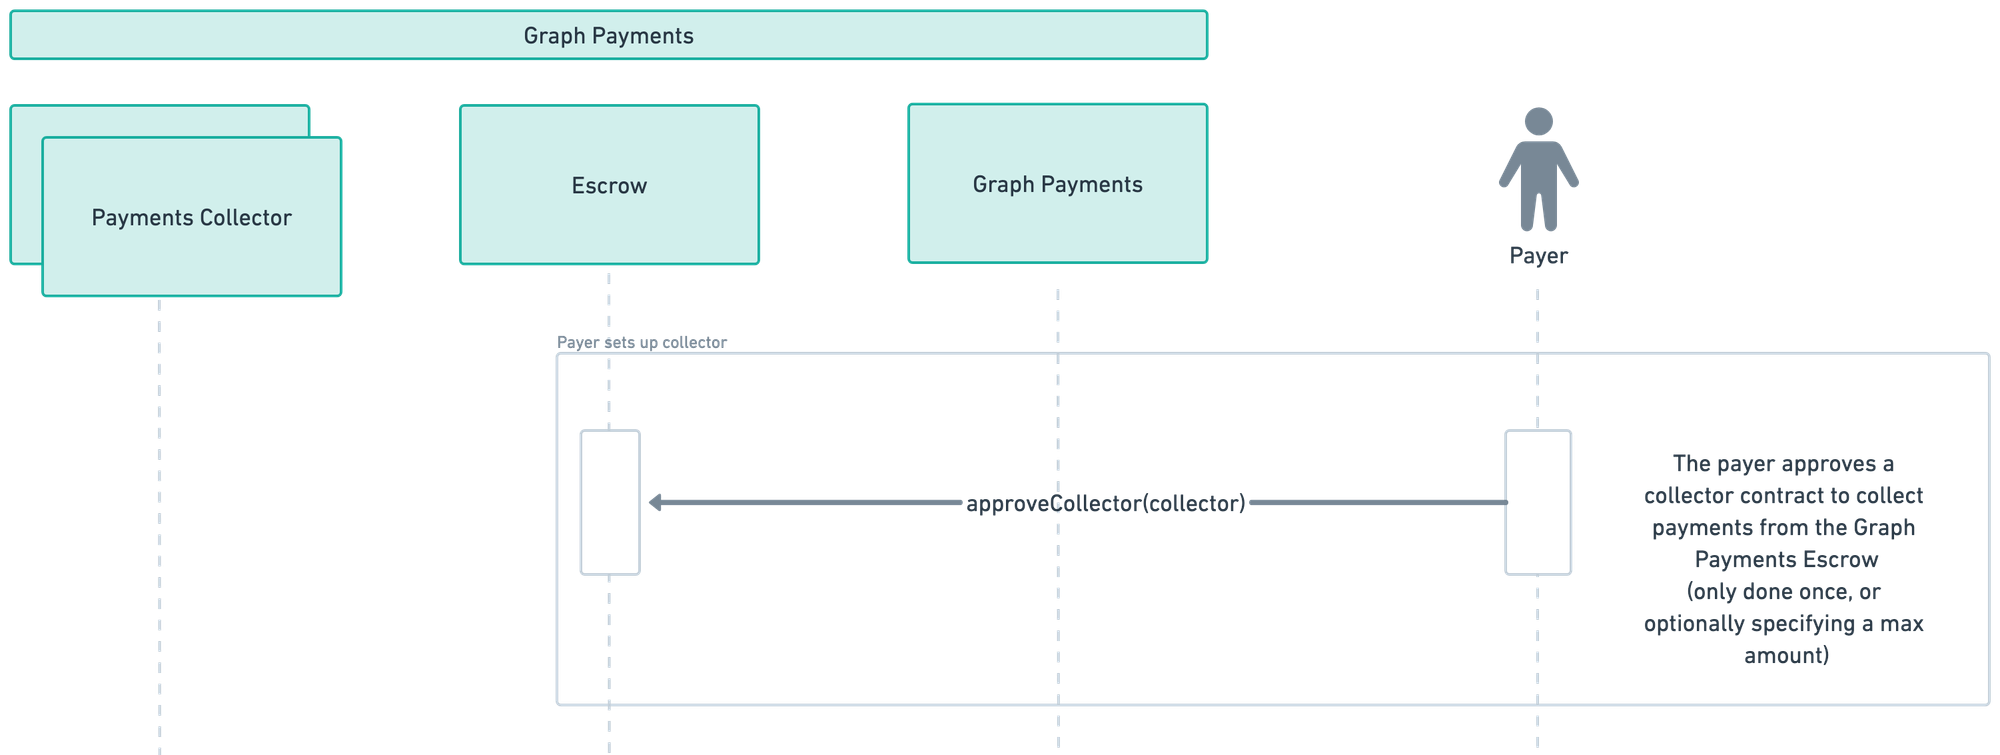 Graph Payments
Payments Collector
Escrow
Graph Payments
Payer
Payer sets up collector
approveCollector(collector)
The payer approves a
collector contract to collect
payments from the Graph
Payments Escrow
(only done once, or
optionally specifying a max
amount)